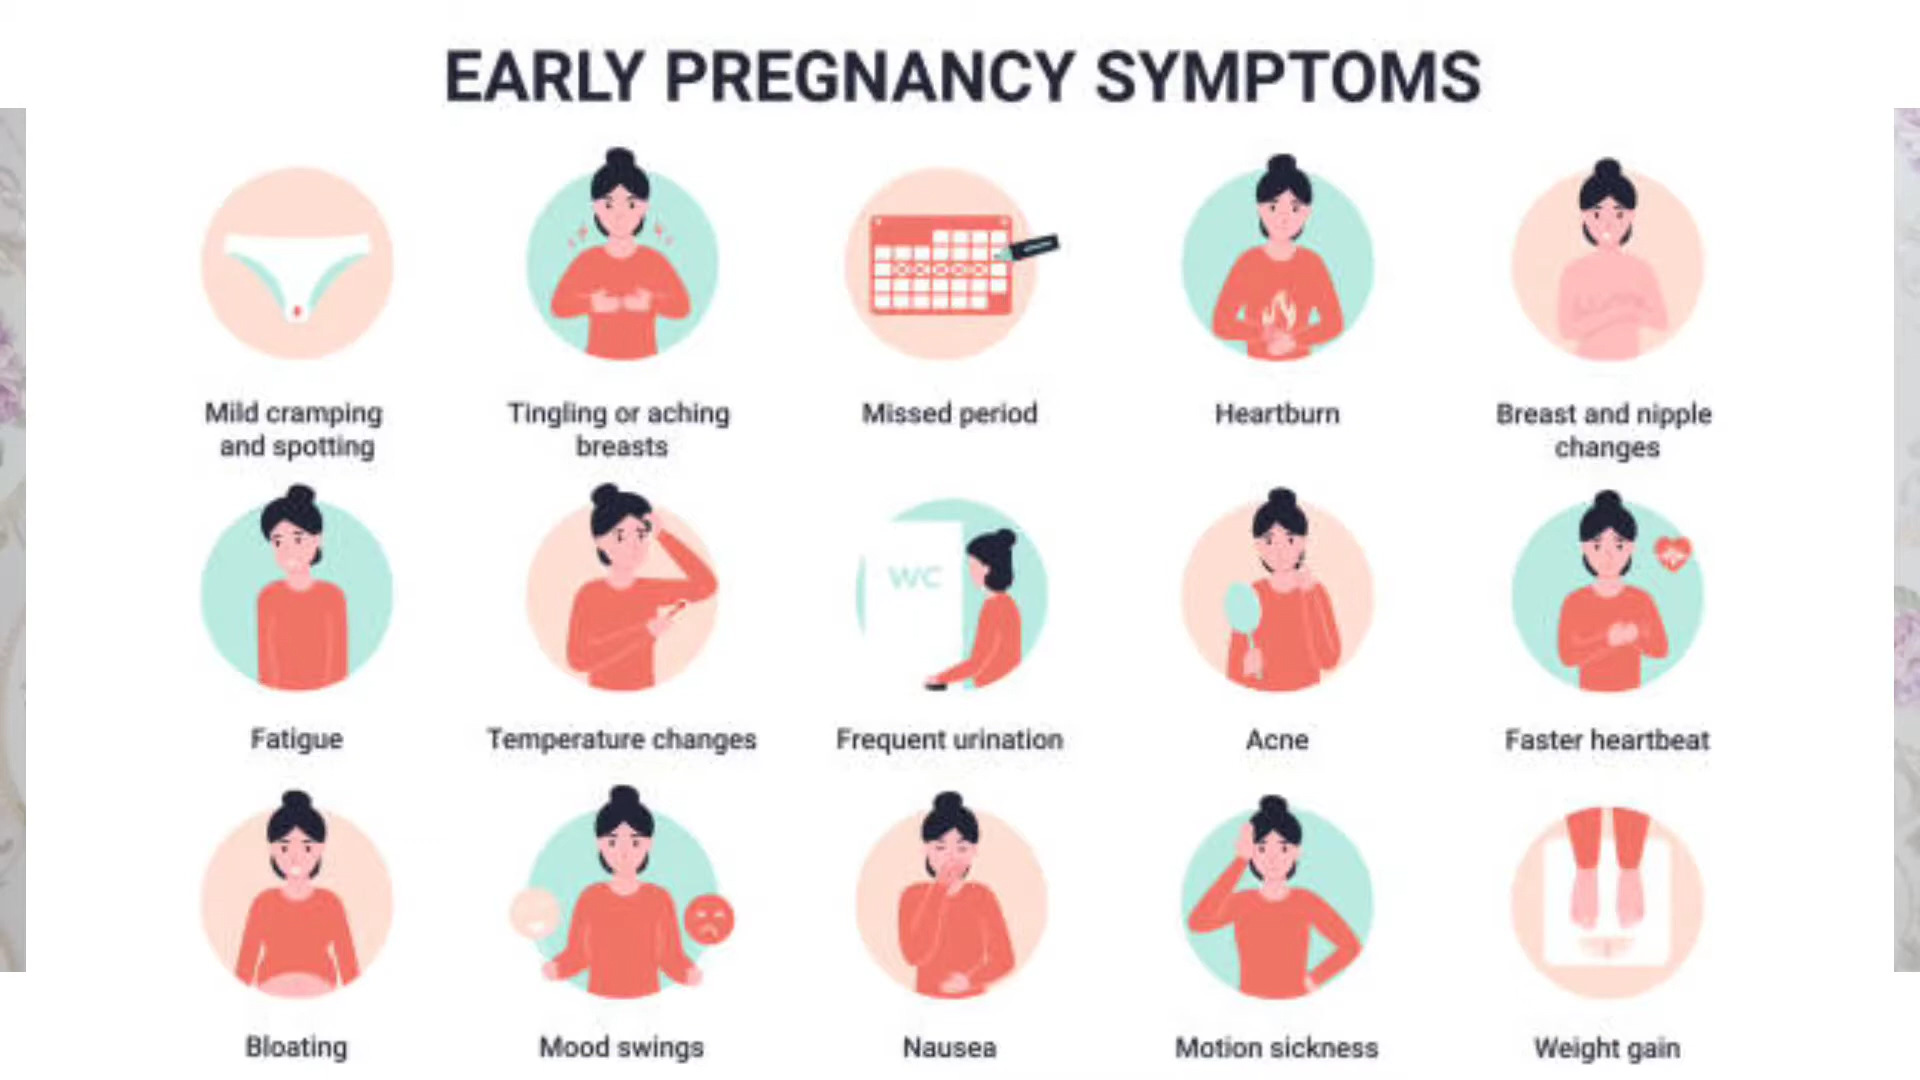 EARLY PREGNANCY SYMPTOMS
Mild cramping
and spotting
Tingling or aching
breasts
Missed period
Heartburn
Breast and nipple
changes
WC
Fatigue
Temperature changes
Frequent urination
Acne
Faster heartbeat
Bloating
Mood swings
Nausea
Motion sickness
Weight gain